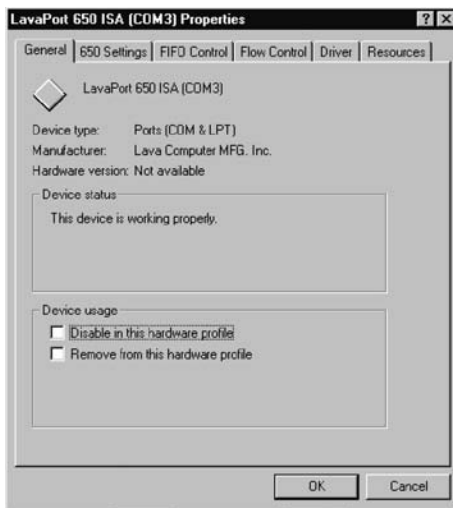 LavaPort 650 ISA (COM3) Properties
General 650 Settings FIFO Control Flow Control Driver Resources
LavaPort 650 ISA (COM3)
Device type: Ports (COM & LPT)
Manufacturer: Lava Computer MFG. Inc.
Hardware version: Not available
Device status
This device is working properly.
Device usage
Disable in this hardware profile
Remove from this hardware profile
OK Cancel